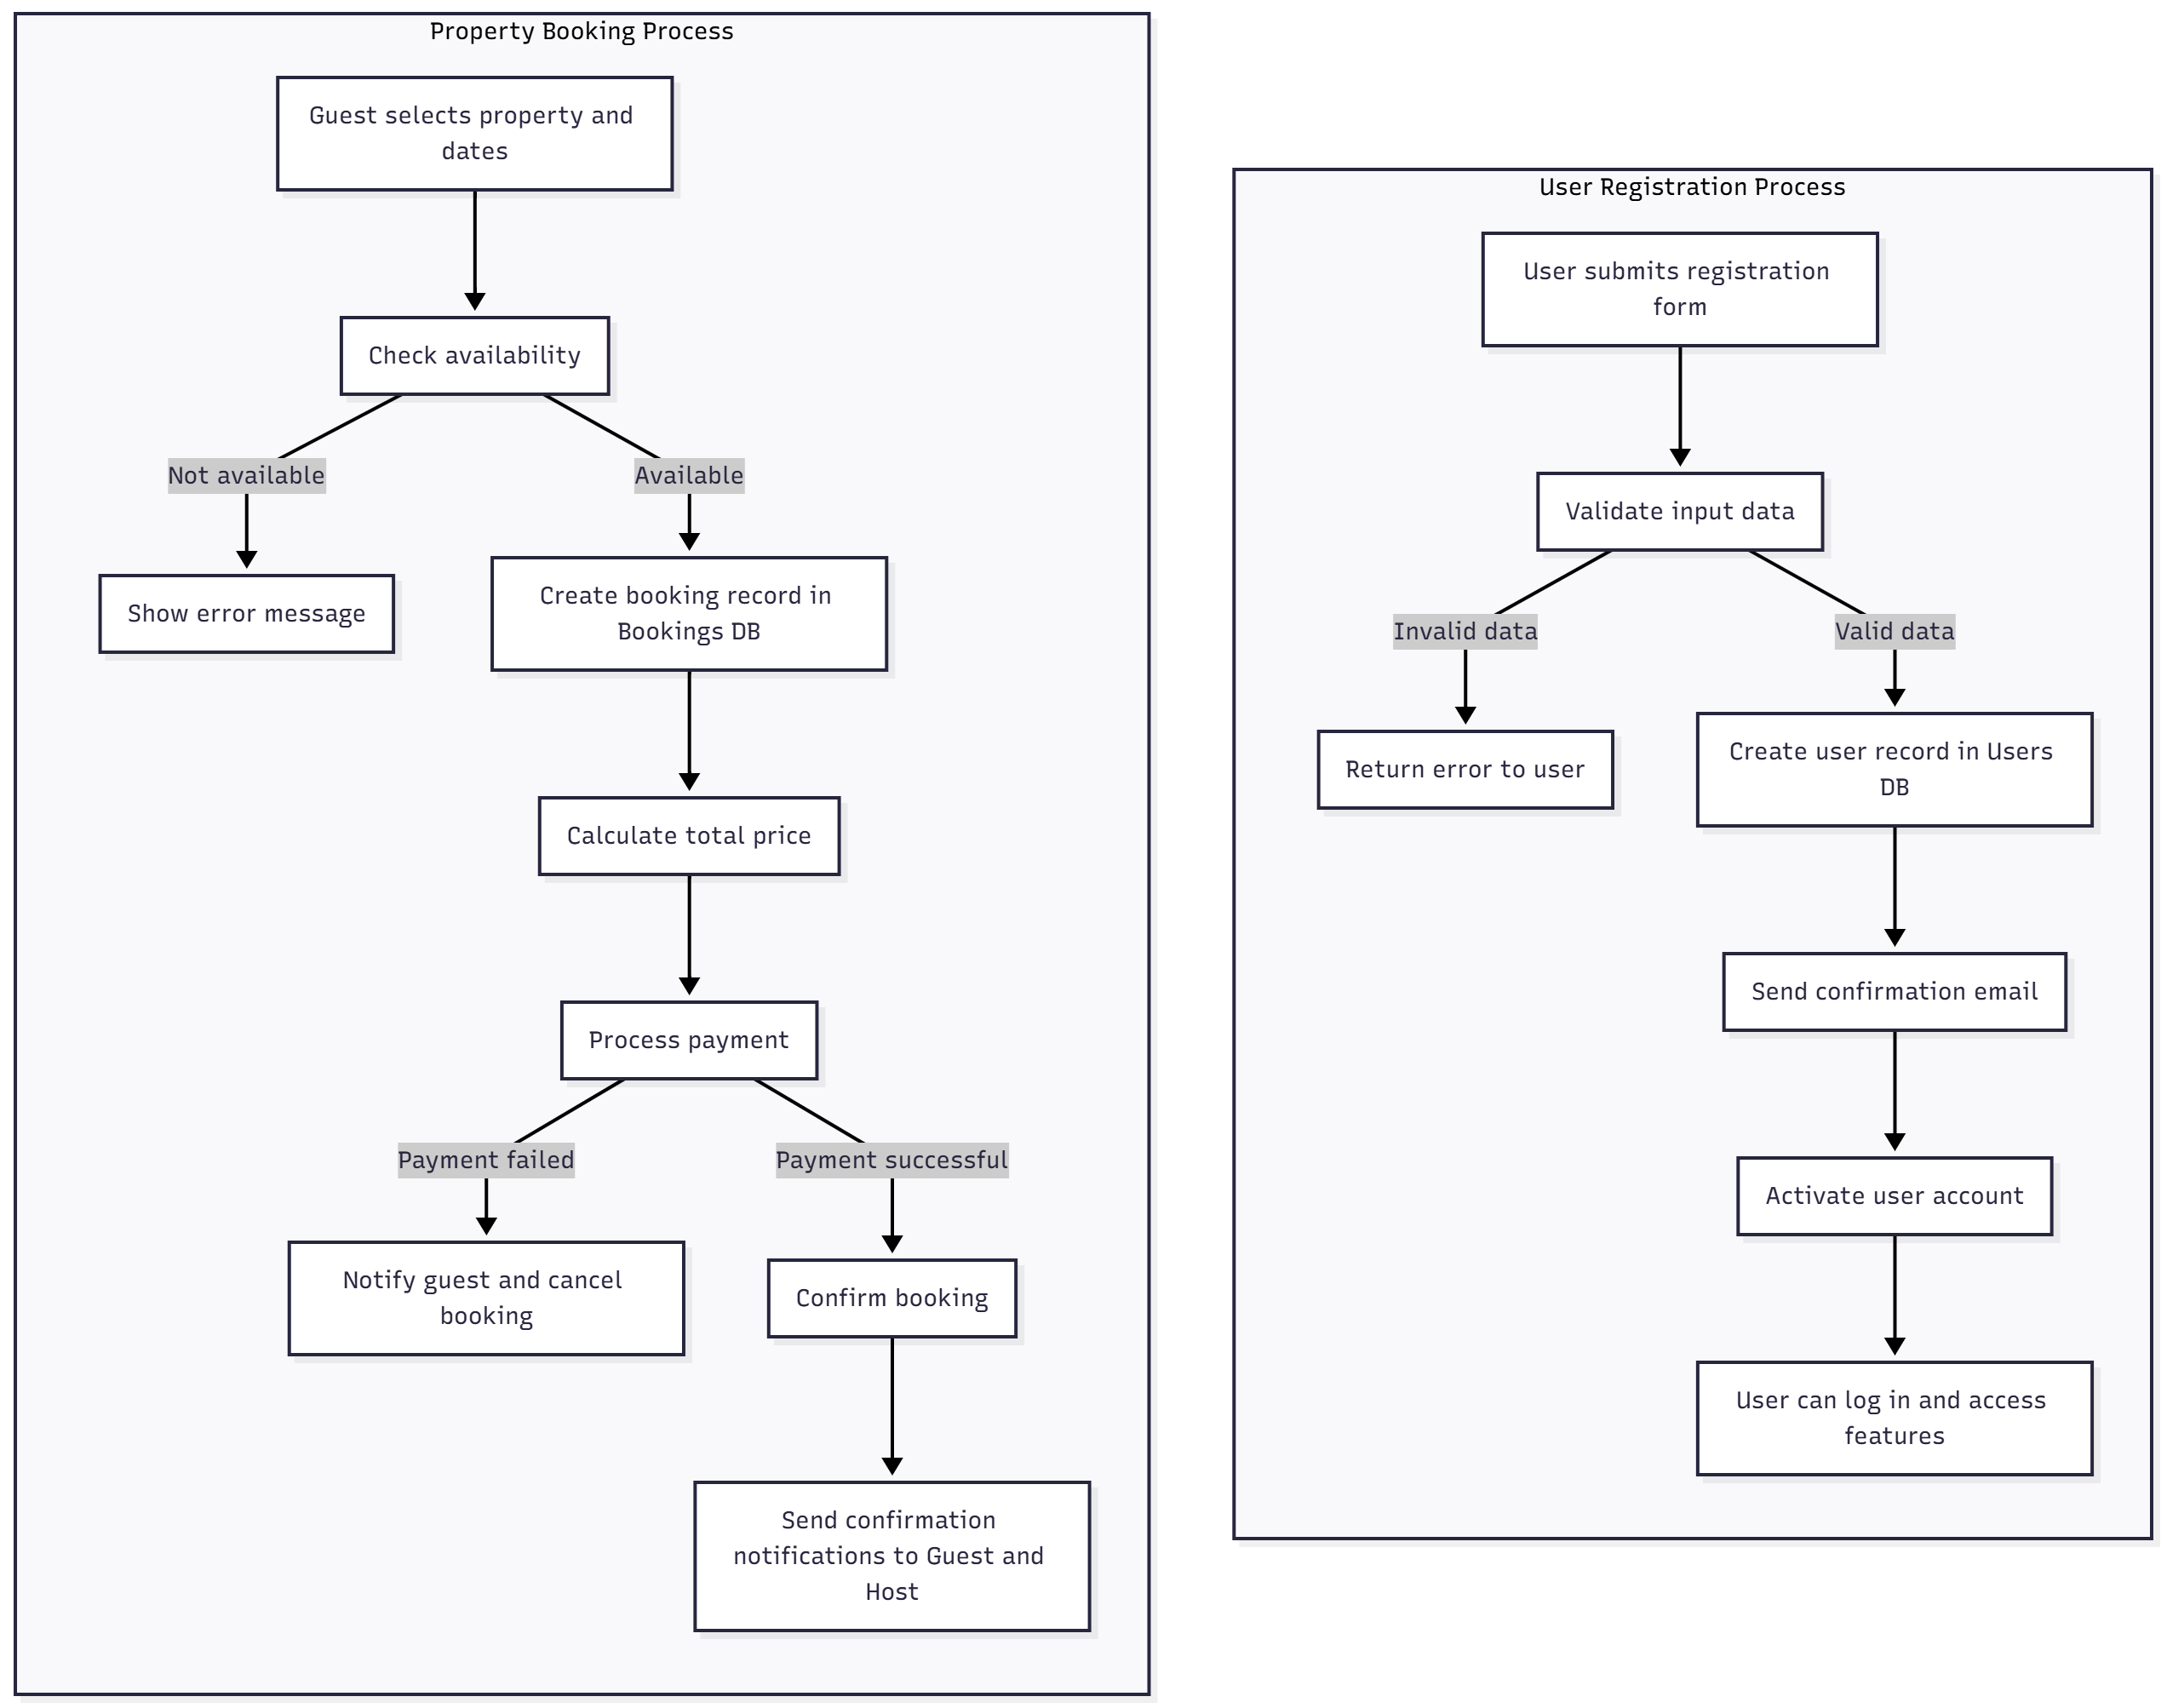 Property Booking Process
Guest selects property and
dates
Check availability
Not available
Available
Show error message
Create booking record in
Bookings DB
Calculate total price
Process payment
Payment failed
Payment successful
Notify guest and cancel
booking
Confirm booking
Send confirmation
notifications to Guest and
Host
User Registration Process
User submits registration
form
Validate input data
Invalid data
Valid data
Return error to user
Create user record in Users
DB
Send confirmation email
Activate user account
User can log in and access
features